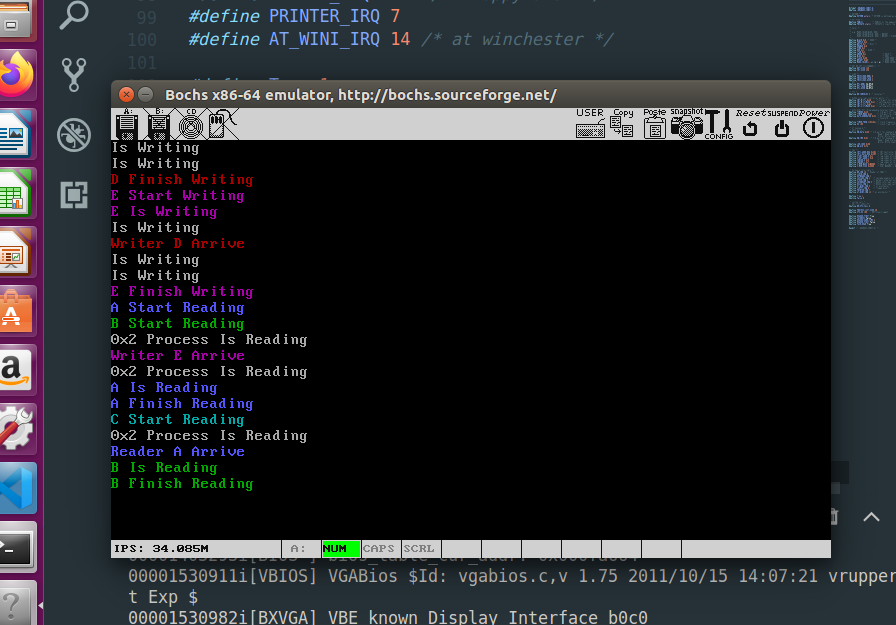 99 #define PRINTER_IRQ 7
100 #define AT_WINI_IRQ 14 /* at winchester */
101
Bochs x86-64 emulator, http://bochs.sourceforge.net/
A: B: CD USER Copy Paste snapshot CONFIG Reset SUSPEND Power
Is Writing
Is Writing
D Finish Writing
E Start Writing
E Is Writing
Is Writing
Writer D Arrive
Is Writing
Is Writing
E Finish Writing
A Start Reading
B Start Reading
0x2 Process Is Reading
Writer E Arrive
0x2 Process Is Reading
A Is Reading
A Finish Reading
C Start Reading
0x2 Process Is Reading
Reader A Arrive
B Is Reading
B Finish Reading
IPS: 34.085M A: NUM CAPS SCRL
00001530911i[VBIOS] VGABios $Id: vgabios.c,v 1.75 2011/10/15 14:07:21 vrupper
t Exp $
00001530982i[BXVGA] VBE known Display Interface b0c0